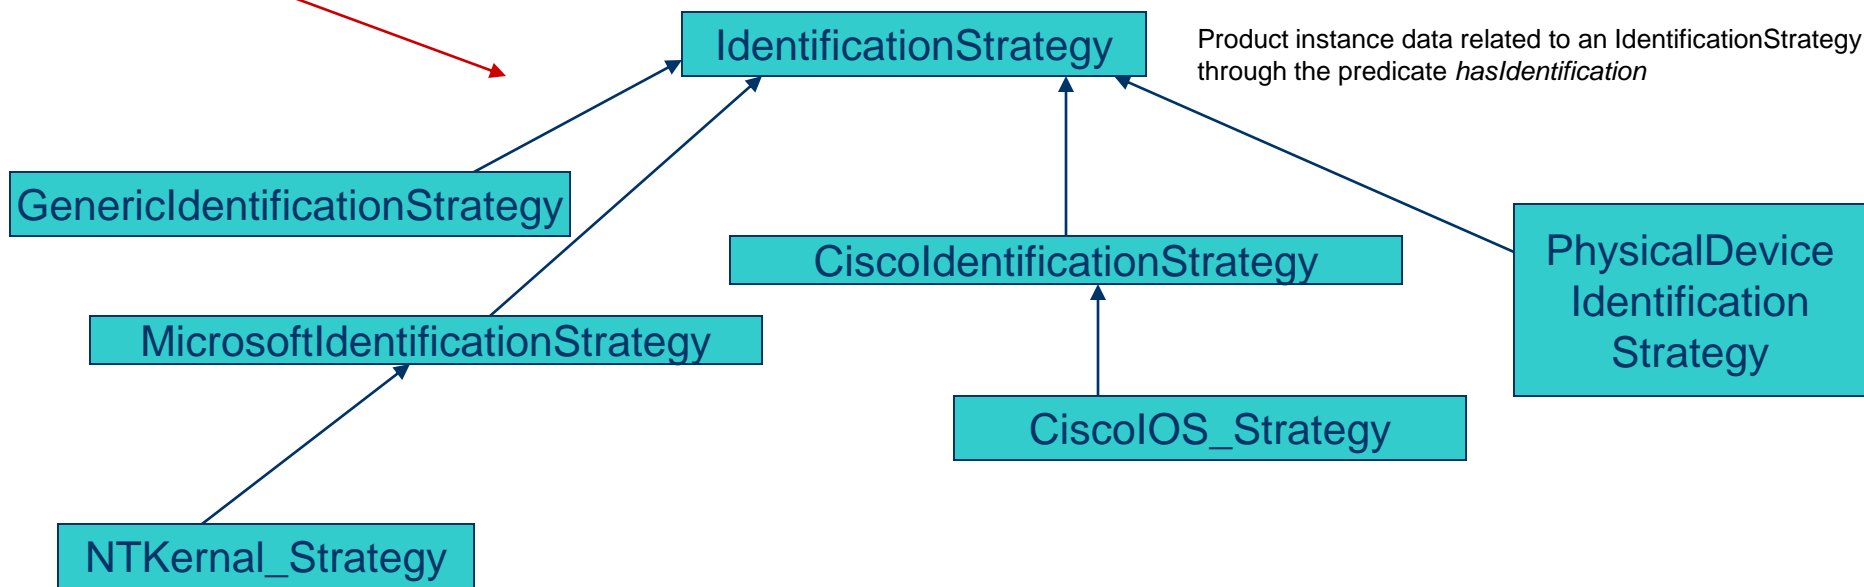 IdentificationStrategy
Product instance data related to an IdentificationStrategy
through the predicate hasIdentification
GenericIdentificationStrategy
CiscoIdentificationStrategy
PhysicalDevice
Identification
Strategy
MicrosoftIdentificationStrategy
CiscoIOS_Strategy
NTKernal_Strategy